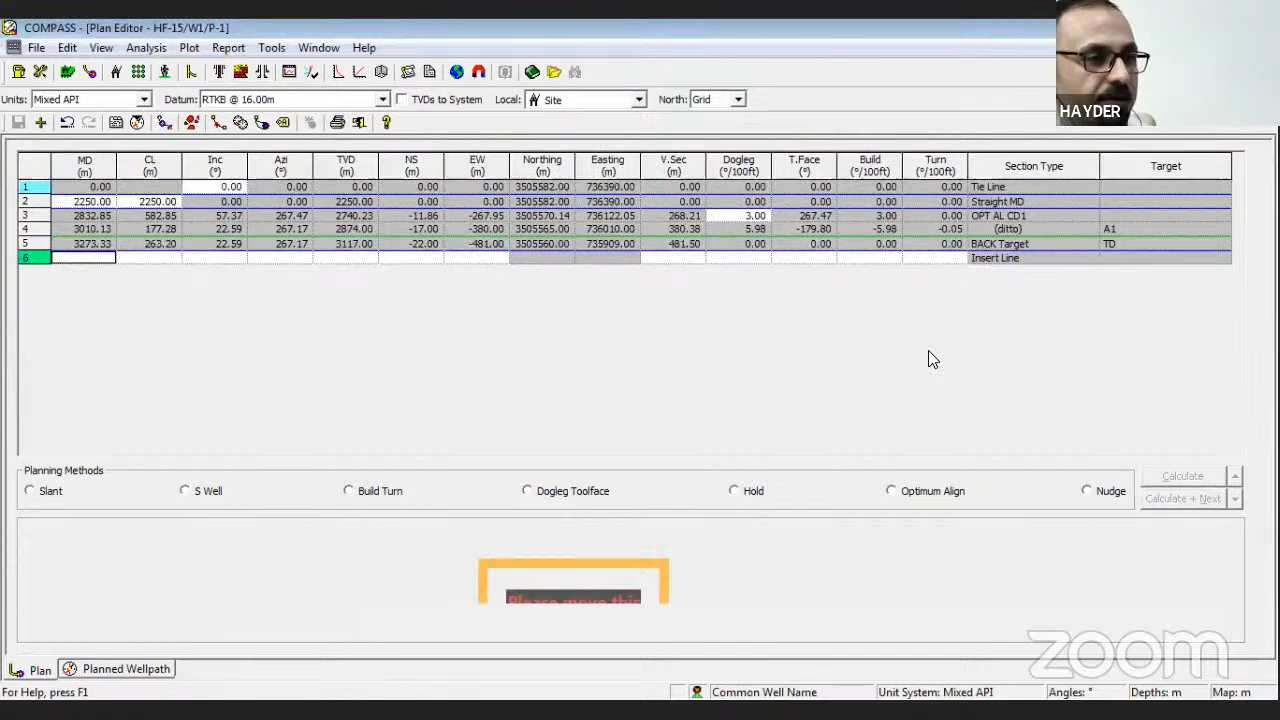 COMPASS - [Plan Editor - HF-15/W1/P-1]
File Edit View Analysis Plot Report Tools Window Help
HAYDER
Units: Mixed API Datum: RTKB @ 16.00m TVDs to System Local: Site North: Grid
MD (m) CL (m) Inc (°) Azi (°) TVD (m) NS (m) EW (m) Northing (m) Easting (m) V.Sec (m) Dogleg (°/100ft) T.Face (°) Build (°/100ft) Turn (°/100ft) Section Type Target
1 0.00 0.00 0.00 0.00 0.00 0.00 3505582.00 736390.00 0.00 0.00 0.00 0.00 0.00 Tie Line
2 2250.00 2250.00 0.00 0.00 2250.00 0.00 0.00 3505582.00 736390.00 0.00 0.00 0.00 0.00 0.00 Straight MD
3 2832.85 582.85 57.37 267.47 2740.23 -11.86 -267.95 3505570.14 736122.05 268.21 3.00 267.47 3.00 0.00 OPT AL CD1
4 3010.13 177.28 22.59 267.17 2874.00 -17.00 -380.00 3505565.00 736010.00 380.38 5.98 -179.80 -5.98 -0.05 (ditto) A1
5 3273.33 263.20 22.59 267.17 3117.00 -22.00 -481.00 3505560.00 735909.00 481.50 0.00 0.00 0.00 0.00 BACK Target TD
6 Insert Line
Planning Methods
Slant S Well Build Turn Dogleg Toolface Hold Optimum Align Nudge
Calculate
Calculate + Next
Please move this
zoom
Plan Planned Wellpath
For Help, press F1 Common Well Name Unit System: Mixed API Angles: ° Depths: m Map: m